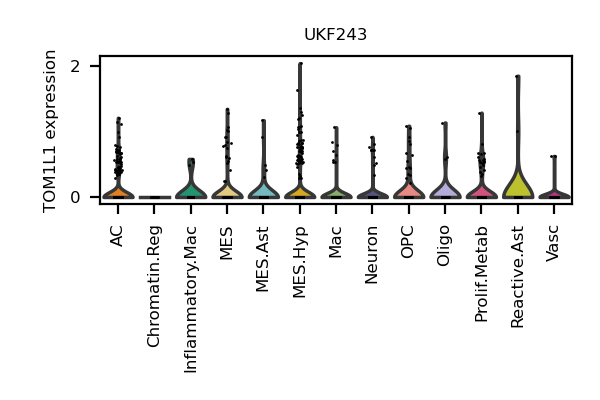 UKF243
TOM1L1 expression
2
0
AC
Chromatin.Reg
Inflammatory.Mac
MES
MES.Ast
MES.Hyp
Mac
Neuron
OPC
Oligo
Prolif.Metab
Reactive.Ast
Vasc